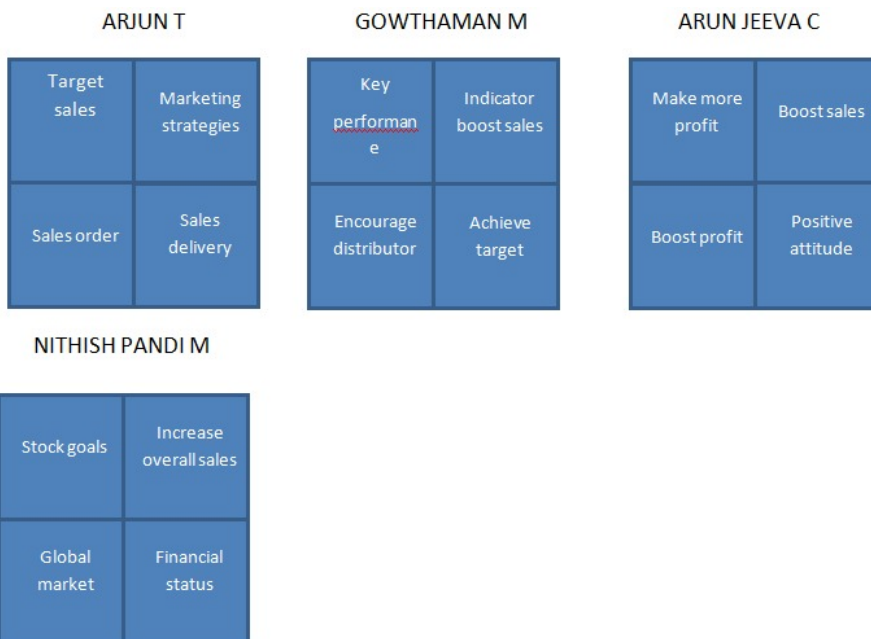 ARJUN T
Target
sales
Marketing
strategies
Sales order
Sales
delivery
GOWTHAMAN M
Key
performan
e
Indicator
boost sales
Encourage
distributor
Achieve
target
ARUN JEEVA C
Make more
profit
Boost sales
Boost profit
Positive
attitude
NITHISH PANDI M
Stock goals
Increase
overall sales
Global
market
Financial
status